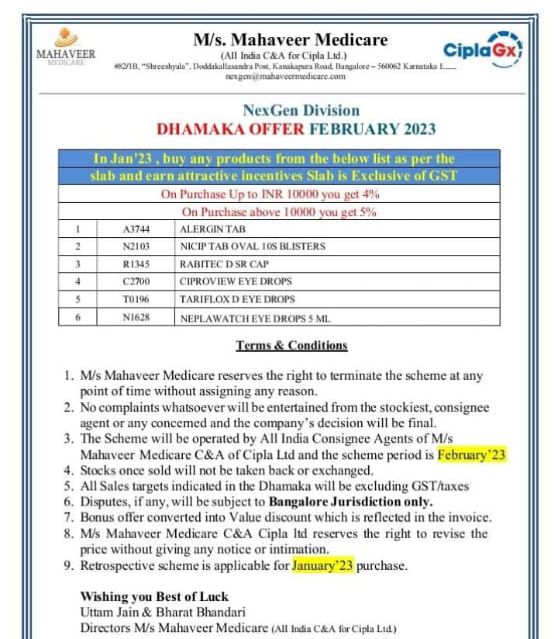 MAHAVEER
MEDICARE
M/s. Mahaveer Medicare
(All India C&A for Cipla Ltd.)
#82/1B, "Shreeshyala", Doddakallasandra Post, Kanakapura Road, Bangalore – 560062 Karnataka
nexgen@mahaveermedicare.com
CiplaGx
NexGen Division
DHAMAKA OFFER FEBRUARY 2023
In Jan'23 , buy any products from the below list as per the
slab and earn attractive incentives Slab is Exclusive of GST
On Purchase Up to INR 10000 you get 4%
On Purchase above 10000 you get 5%
1 A3744 ALERGIN TAB
2 N2103 NICIP TAB OVAL 10S BLISTERS
3 R1345 RABITEC D SR CAP
4 C2700 CIPROVIEW EYE DROPS
5 T0196 TARIFLOX D EYE DROPS
6 N1628 NEPLAWATCH EYE DROPS 5 ML
Terms & Conditions
1. M/s Mahaveer Medicare reserves the right to terminate the scheme at any
point of time without assigning any reason.
2. No complaints whatsoever will be entertained from the stockiest, consignee
agent or any concerned and the company's decision will be final.
3. The Scheme will be operated by All India Consignee Agents of M/s
Mahaveer Medicare C&A of Cipla Ltd and the scheme period is February'23
4. Stocks once sold will not be taken back or exchanged.
5. All Sales targets indicated in the Dhamaka will be excluding GST/taxes
6. Disputes, if any, will be subject to Bangalore Jurisdiction only.
7. Bonus offer converted into Value discount which is reflected in the invoice.
8. M/s Mahaveer Medicare C&A Cipla ltd reserves the right to revise the
price without giving any notice or intimation.
9. Retrospective scheme is applicable for January'23 purchase.
Wishing you Best of Luck
Uttam Jain & Bharat Bhandari
Directors M/s Mahaveer Medicare (All India C&A for Cipla Ltd.)